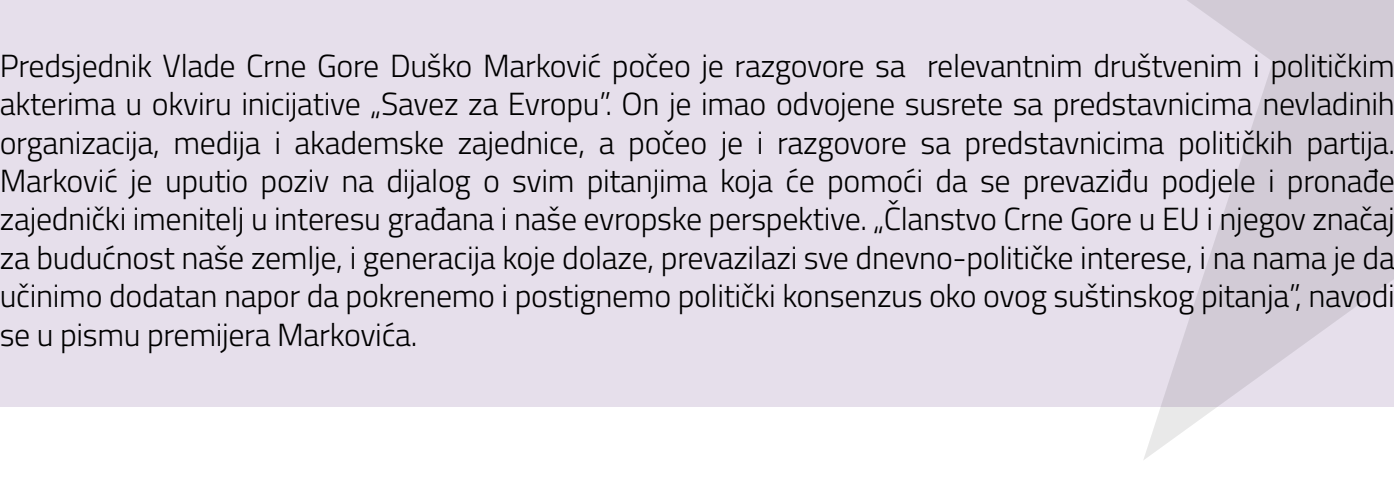 Predsjednik Vlade Crne Gore Duško Marković počeo je razgovore sa  relevantnim društvenim i političkim
akterima u okviru inicijative „Savez za Evropu”. On je imao odvojene susrete sa predstavnicima nevladinih
organizacija, medija i akademske zajednice, a počeo je i razgovore sa predstavnicima političkih partija.
Marković je uputio poziv na dijalog o svim pitanjima koja će pomoći da se prevaziđu podjele i pronađe
zajednički imenitelj u interesu građana i naše evropske perspektive. „Članstvo Crne Gore u EU i njegov značaj
za budućnost naše zemlje, i generacija koje dolaze, prevazilazi sve dnevno-političke interese, i na nama je da
učinimo dodatan napor da pokrenemo i postignemo politički konsenzus oko ovog suštinskog pitanja”, navodi
se u pismu premijera Markovića.